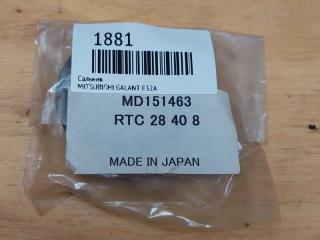 1881
Сальник
MITSUBISHI GALANT E32A
MD151463
RTC 28 40 8
MADE IN JAPAN